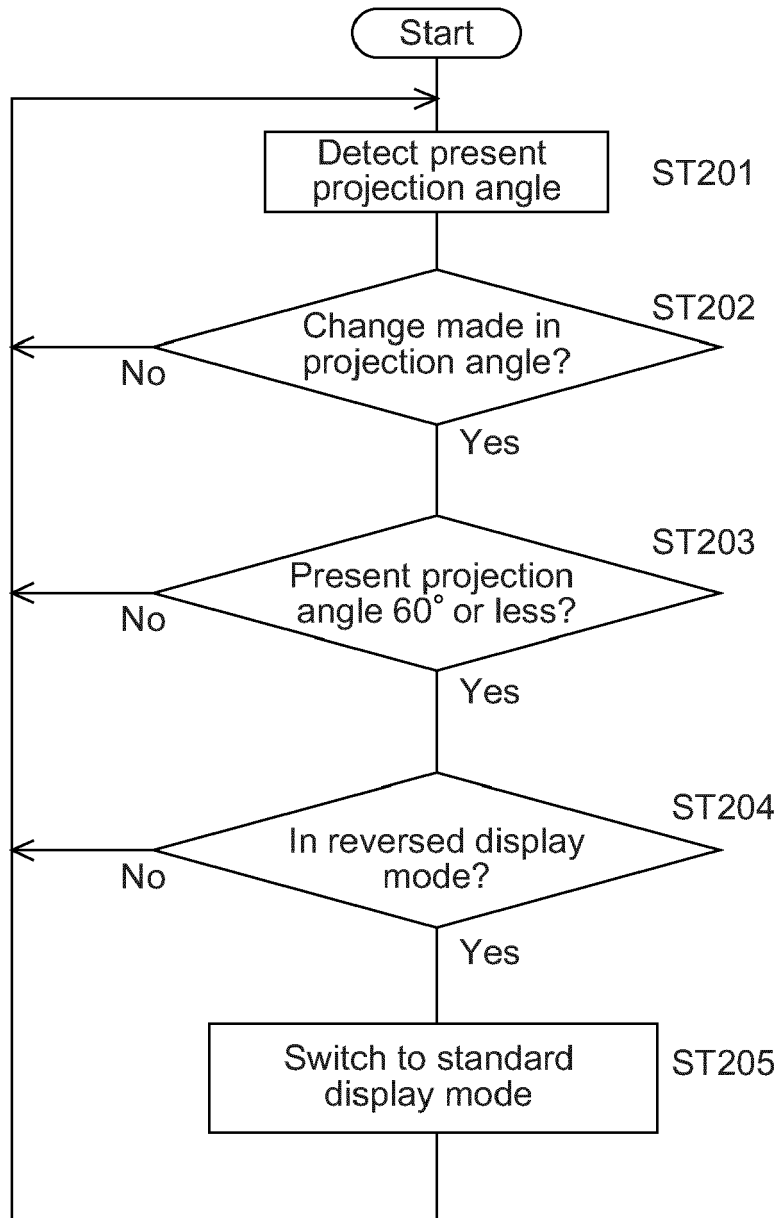 Start
Detect present
projection angle
ST201
ST202
Change made in
projection angle?
No
Yes
ST203
Present projection
angle 60° or less?
No
Yes
ST204
In reversed display
mode?
No
Yes
Switch to standard
display mode
ST205